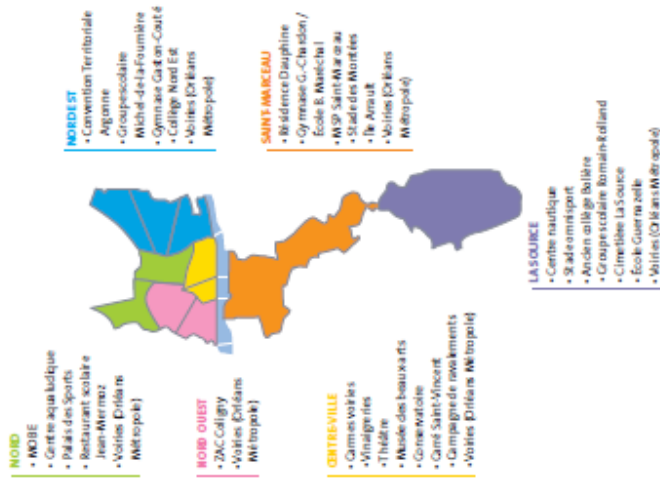 NORD
• MOBE
• Centre aqualudique
• Palais des Sports
• Restaurant scolaire
Jean-Mermoz
• Voiries (Orléans
Métropole)
NORD OUEST
• ZAC Coligny
• Voiries (Orléans
Métropole)
CENTRE-VILLE
• Carmes voiries
• Vinaigreries
• Théâtre
• Musée des beaux-arts
• Conservatoire
• Carré Saint-Vincent
• Campagne de ravalements
• Voiries (Orléans Métropole)
NORD EST
• Convention Territoriale
Argonne
• Groupe scolaire
Michel-de-la-Fournière
• Gymnase Gaston-Couté
• Collège Nord Est
• Voiries (Orléans
Métropole)
SAINT-MARCEAU
• Résidence Dauphine
• Gymnase G.-Chardon /
École B. Maréchal
• MSP Saint-Marceau
• Stade des Montées
• Île Arrault
• Voiries (Orléans
Métropole)
LA SOURCE
• Centre nautique
• Stade omnisport
• Ancien collège Bolière
• Groupe scolaire Romain-Rolland
• Cimetière La Source
• École Guernazelle
• Voiries (Orléans Métropole)